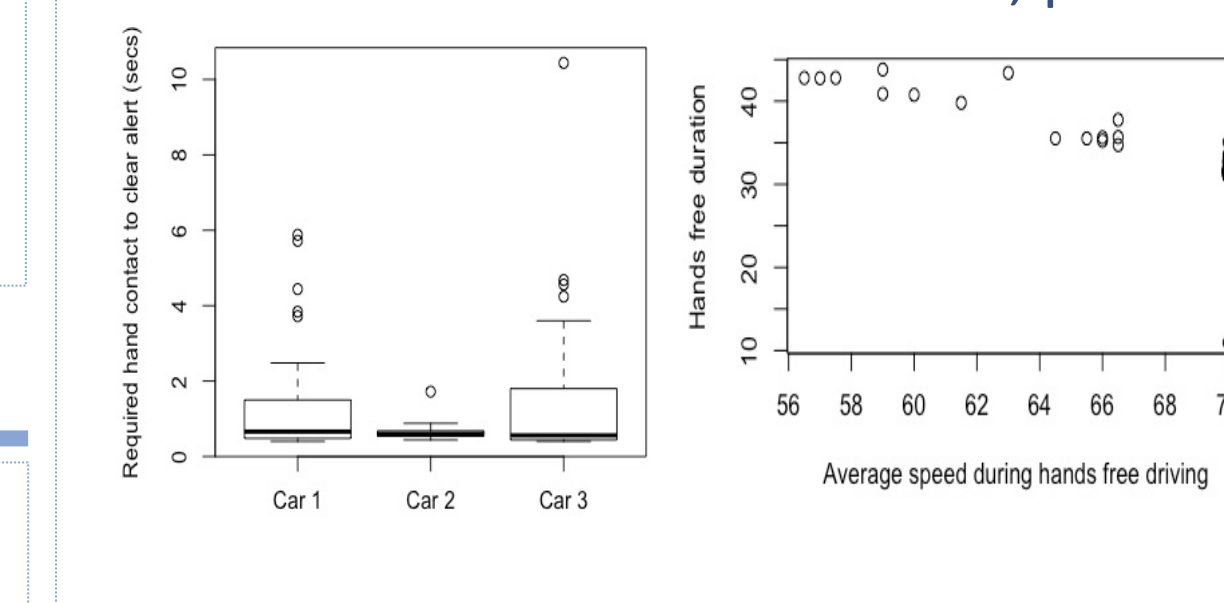 Required hand contact to clear alert (secs)
10
8
6
4
2
0
Car 1 Car 2 Car 3
Hands free duration
40
30
20
10
56 58 60 62 64 66 68
Average speed during hands free driving